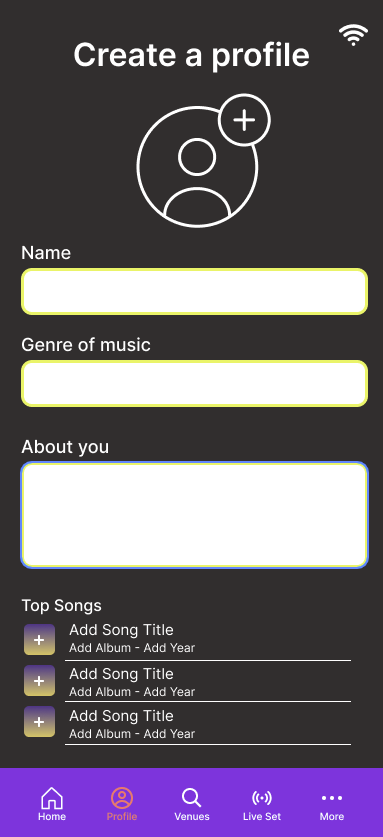 Create a profile
Name
Genre of music
About you
Top Songs
Add Song Title
Add Album - Add Year
Add Song Title
Add Album - Add Year
Add Song Title
Add Album - Add Year
Home Profile Venues Live Set More